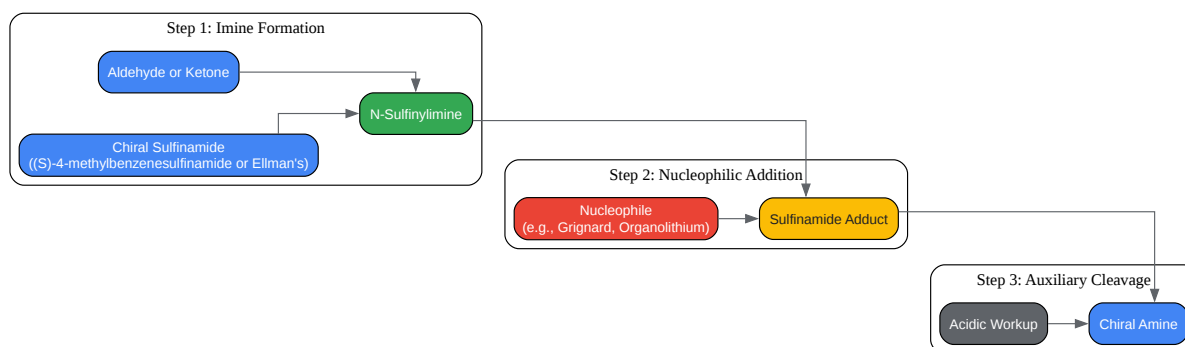 Step 1: Imine Formation
Aldehyde or Ketone
N-Sulfinylimine
Chiral Sulfinamide
((S)-4-methylbenzenesulfinamide or Ellman's)
Step 2: Nucleophilic Addition
Nucleophile
(e.g., Grignard, Organolithium)
Sulfinamide Adduct
Step 3: Auxiliary Cleavage
Acidic Workup
Chiral Amine